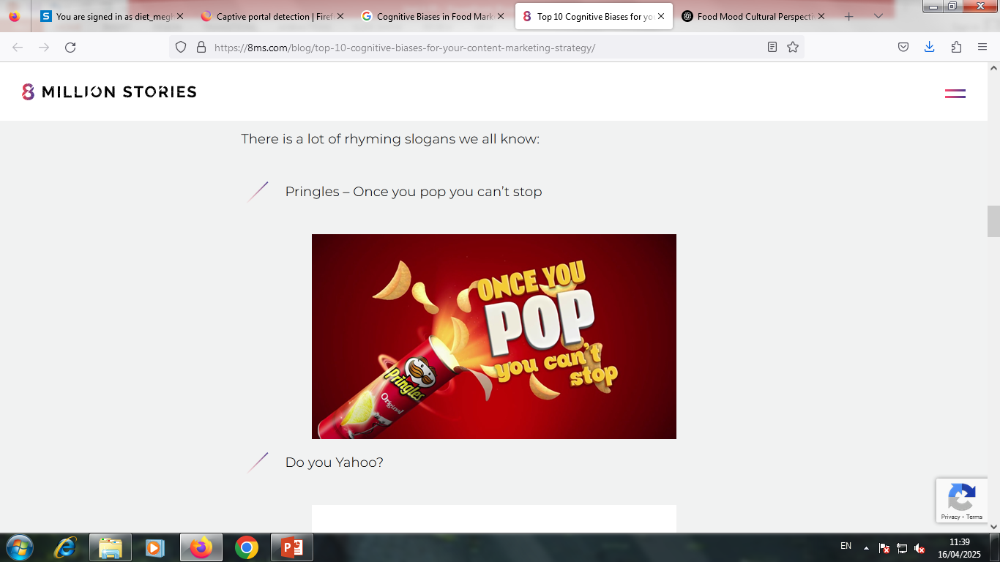 You are signed in as diet_megh
Captive portal detection | Firef
Cognitive Biases in Food Mark
Top 10 Cognitive Biases for yo
Food Mood Cultural Perspecti
https://8ms.com/blog/top-10-cognitive-biases-for-your-content-marketing-strategy/
8 MILLION STORIES
There is a lot of rhyming slogans we all know:
Pringles – Once you pop you can't stop
ONCE YOU
POP
you can't
stop
Pringles
Original
Do you Yahoo?
Privacy - Terms
EN
11:39
16/04/2025